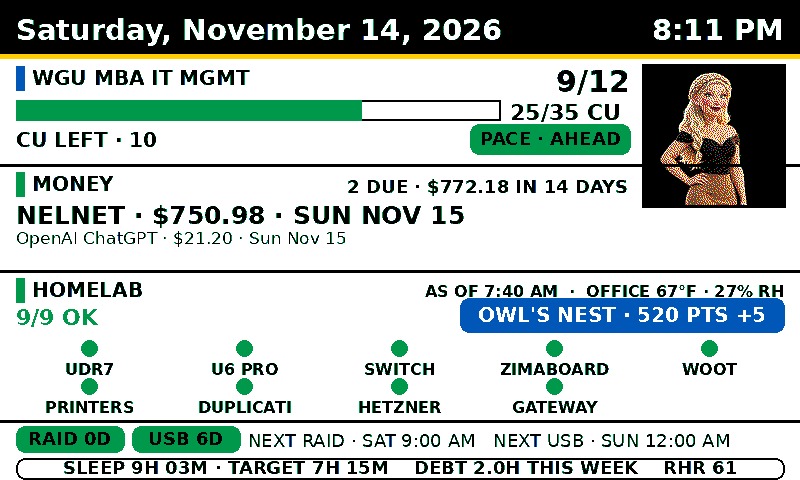 Saturday, November 14, 2026 8:11 PM
WGU MBA IT MGMT 9/12
25/35 CU
CU LEFT · 10 PACE · AHEAD
MONEY 2 DUE · $772.18 IN 14 DAYS
NELNET · $750.98 · SUN NOV 15
OpenAI ChatGPT · $21.20 · Sun Nov 15
HOMELAB AS OF 7:40 AM · OFFICE 67°F · 27% RH
9/9 OK OWL'S NEST · 520 PTS +5
UDR7 U6 PRO SWITCH ZIMABOARD WOOT
PRINTERS DUPLICATI HETZNER GATEWAY
RAID 0D USB 6D NEXT RAID · SAT 9:00 AM NEXT USB · SUN 12:00 AM
SLEEP 9H 03M · TARGET 7H 15M DEBT 2.0H THIS WEEK RHR 61